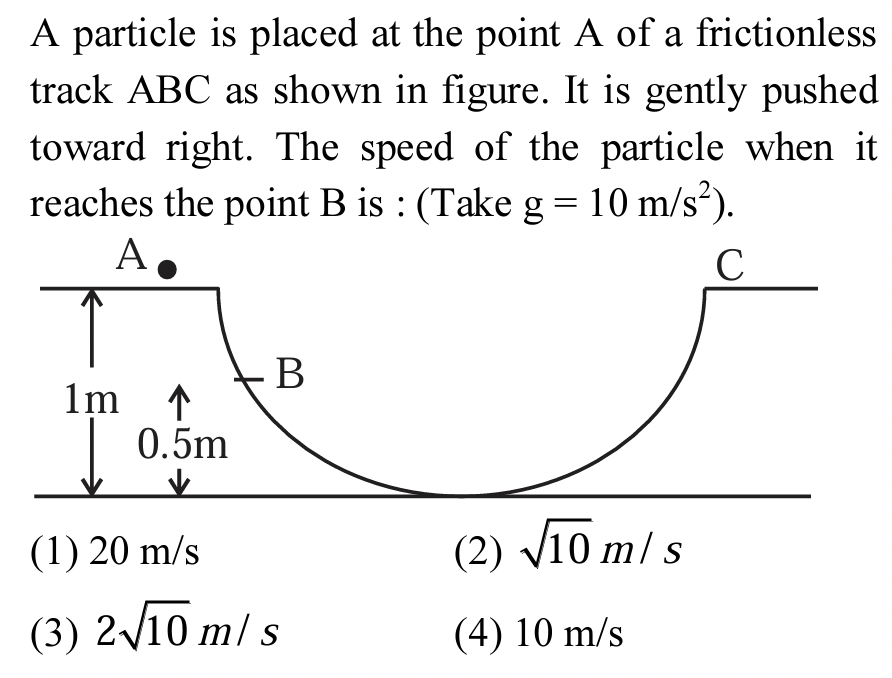 A particle is placed at the point A of a frictionless
track ABC as shown in figure. It is gently pushed
toward right. The speed of the particle when it
reaches the point B is : (Take g = 10 m/s²).
A
C
B
1m
0.5m
(1) 20 m/s (2) √10 m/s
(3) 2√10 m/s (4) 10 m/s